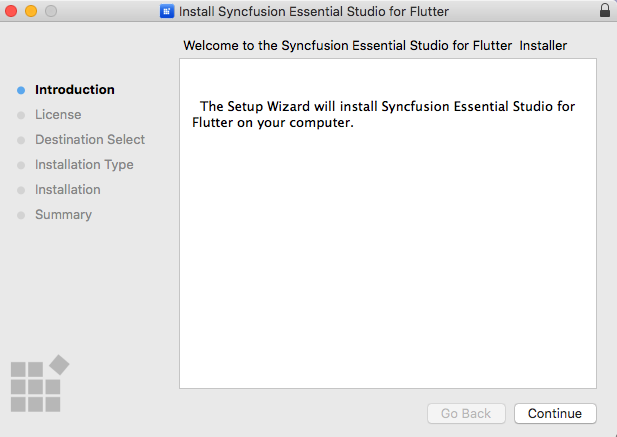 Install Syncfusion Essential Studio for Flutter
Welcome to the Syncfusion Essential Studio for Flutter Installer
Introduction
License
Destination Select
Installation Type
Installation
Summary
The Setup Wizard will install Syncfusion Essential Studio for
Flutter on your computer.
Go Back
Continue